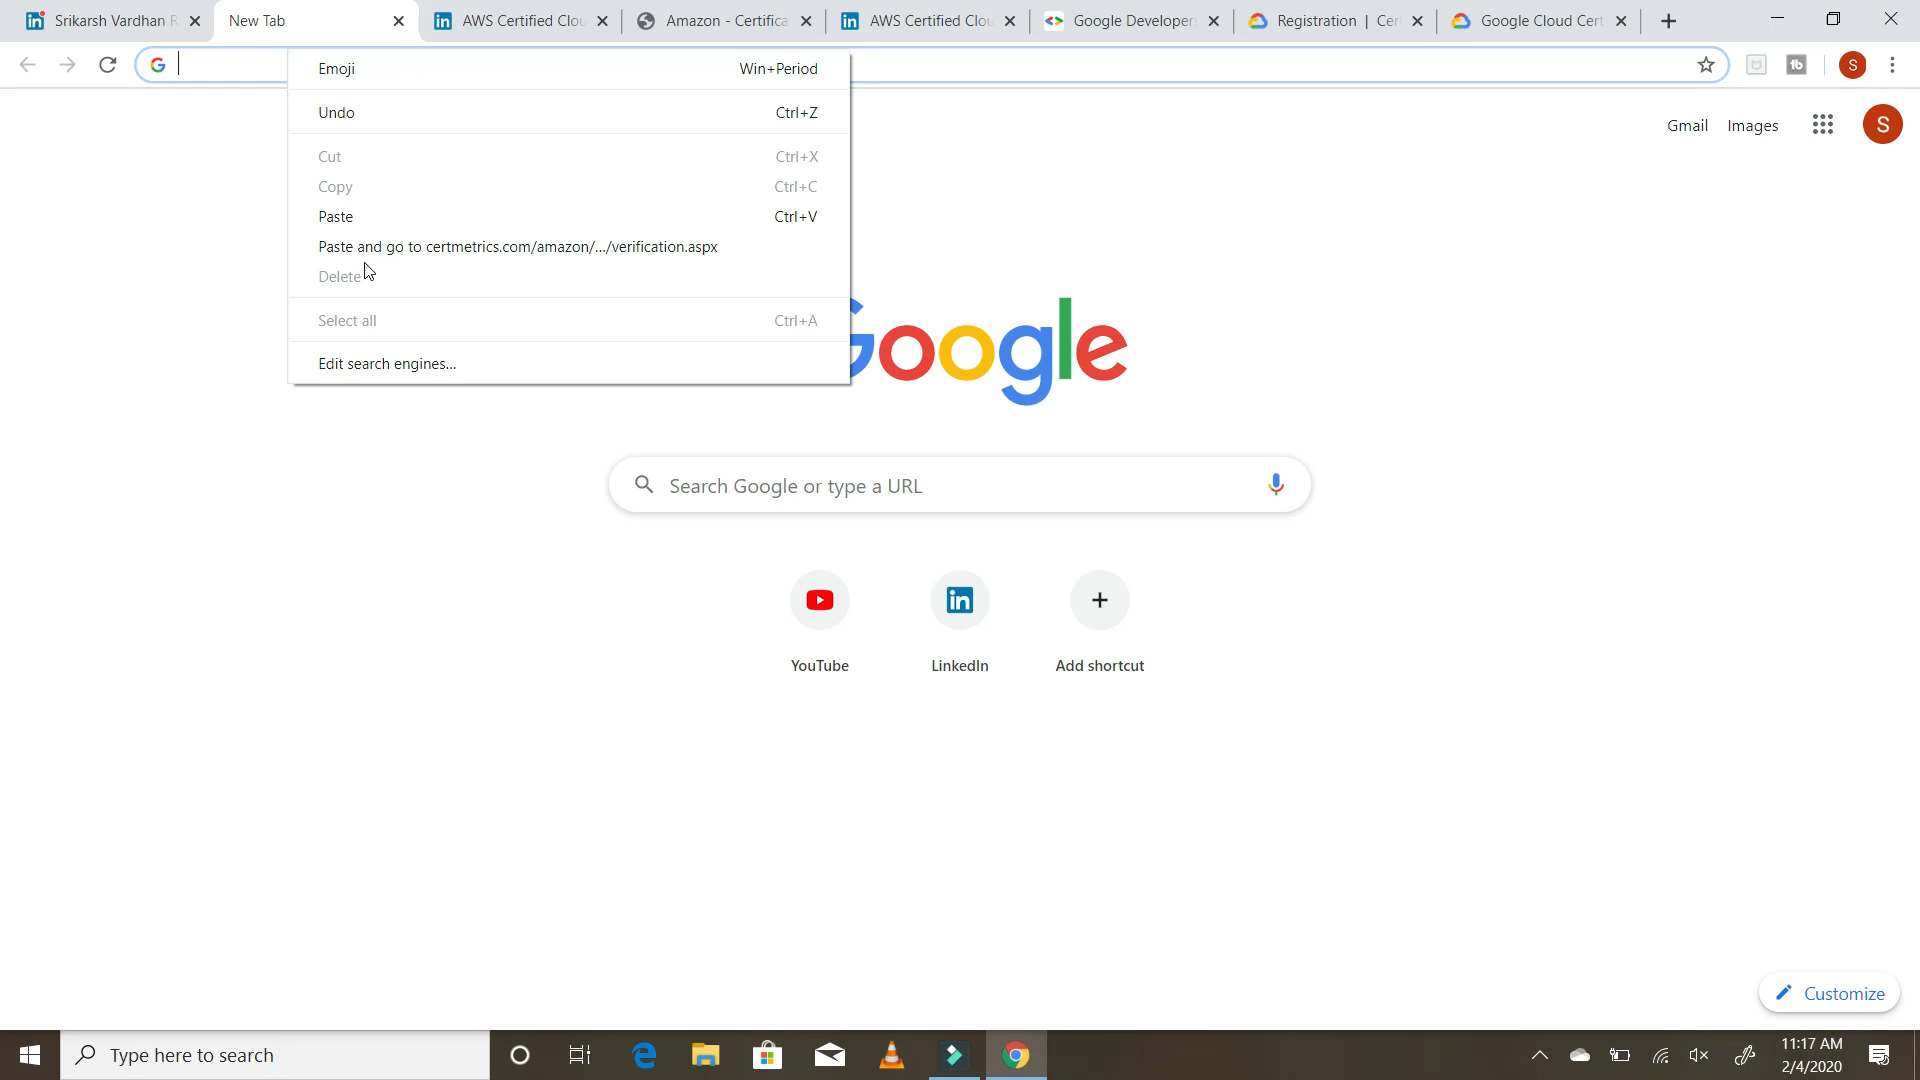 Srikarsh Vardhan R
New Tab
AWS Certified Clou
Amazon - Certifica
AWS Certified Clou
Google Developers
Registration | Cer
Google Cloud Cert
S
Emoji Win+Period
Undo Ctrl+Z
Cut Ctrl+X
Copy Ctrl+C
Paste Ctrl+V
Paste and go to certmetrics.com/amazon/.../verification.aspx
Delete
Select all Ctrl+A
Edit search engines...
Gmail Images
S
Google
Search Google or type a URL
YouTube
LinkedIn
Add shortcut
Customize
Type here to search
11:17 AM
2/4/2020